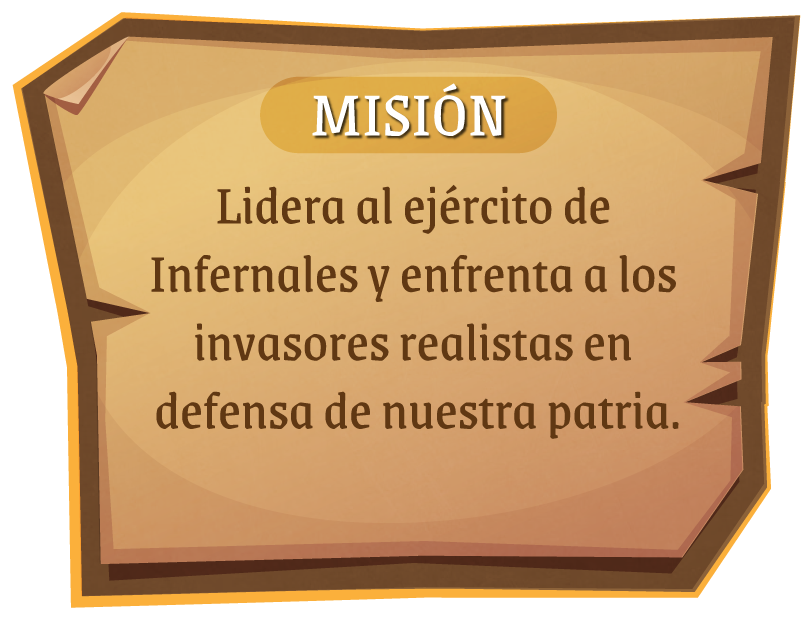 MISIÓN
Lidera al ejército de
Infernales y enfrenta a los
invasores realistas en
defensa de nuestra patria.